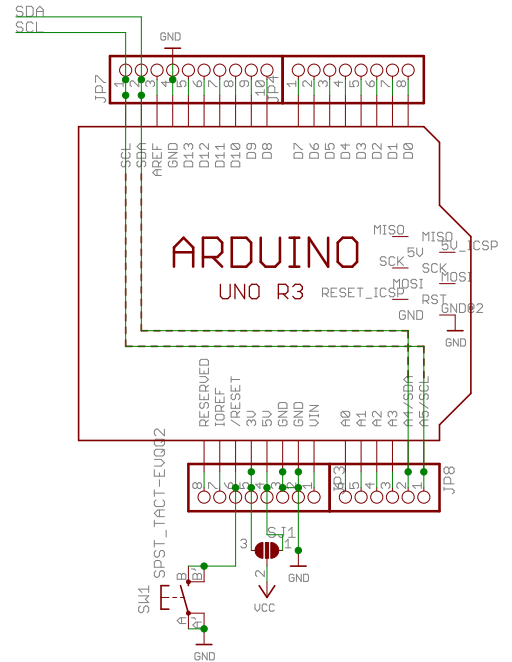 SDA
SCL
GND
JP7
1 2 3 4 5 6 7 8 9 10
JP4
1 2 3 4 5 6 7 8
SCL SDA AREF GND D13 D12 D11 D10 D9 D8
D7 D6 D5 D4 D3 D2 D1 D0
ARDUINO
UNO R3
MISO
MISO
5V
5V_ICSP
SCK
SCK
MOSI
MOSI
RESET_ICSP
RST
GND
GND@2
GND
RESERVED IOREF /RESET 3V 5V GND GND VIN
A0 A1 A2 A3 A4/SDA A5/SCL
8 7 6 5 4 3 2 1
JP3
6 5 4 3 2 1
JP8
SPST_TACT-EVQQ2
SW1
SJ1
3
1
2
GND
VCC
B B'
A A'
GND